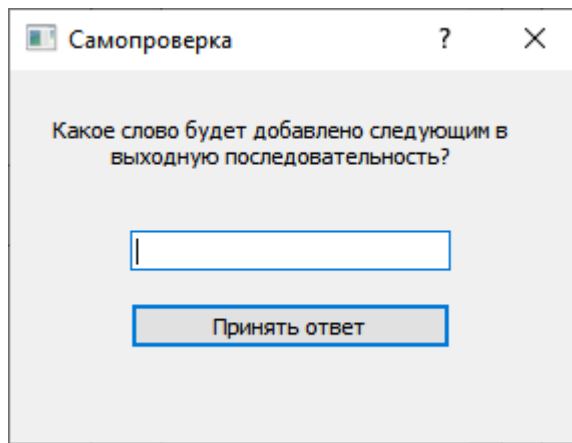 Самопроверка ?
Какое слово будет добавлено следующим в
выходную последовательность?
Принять ответ